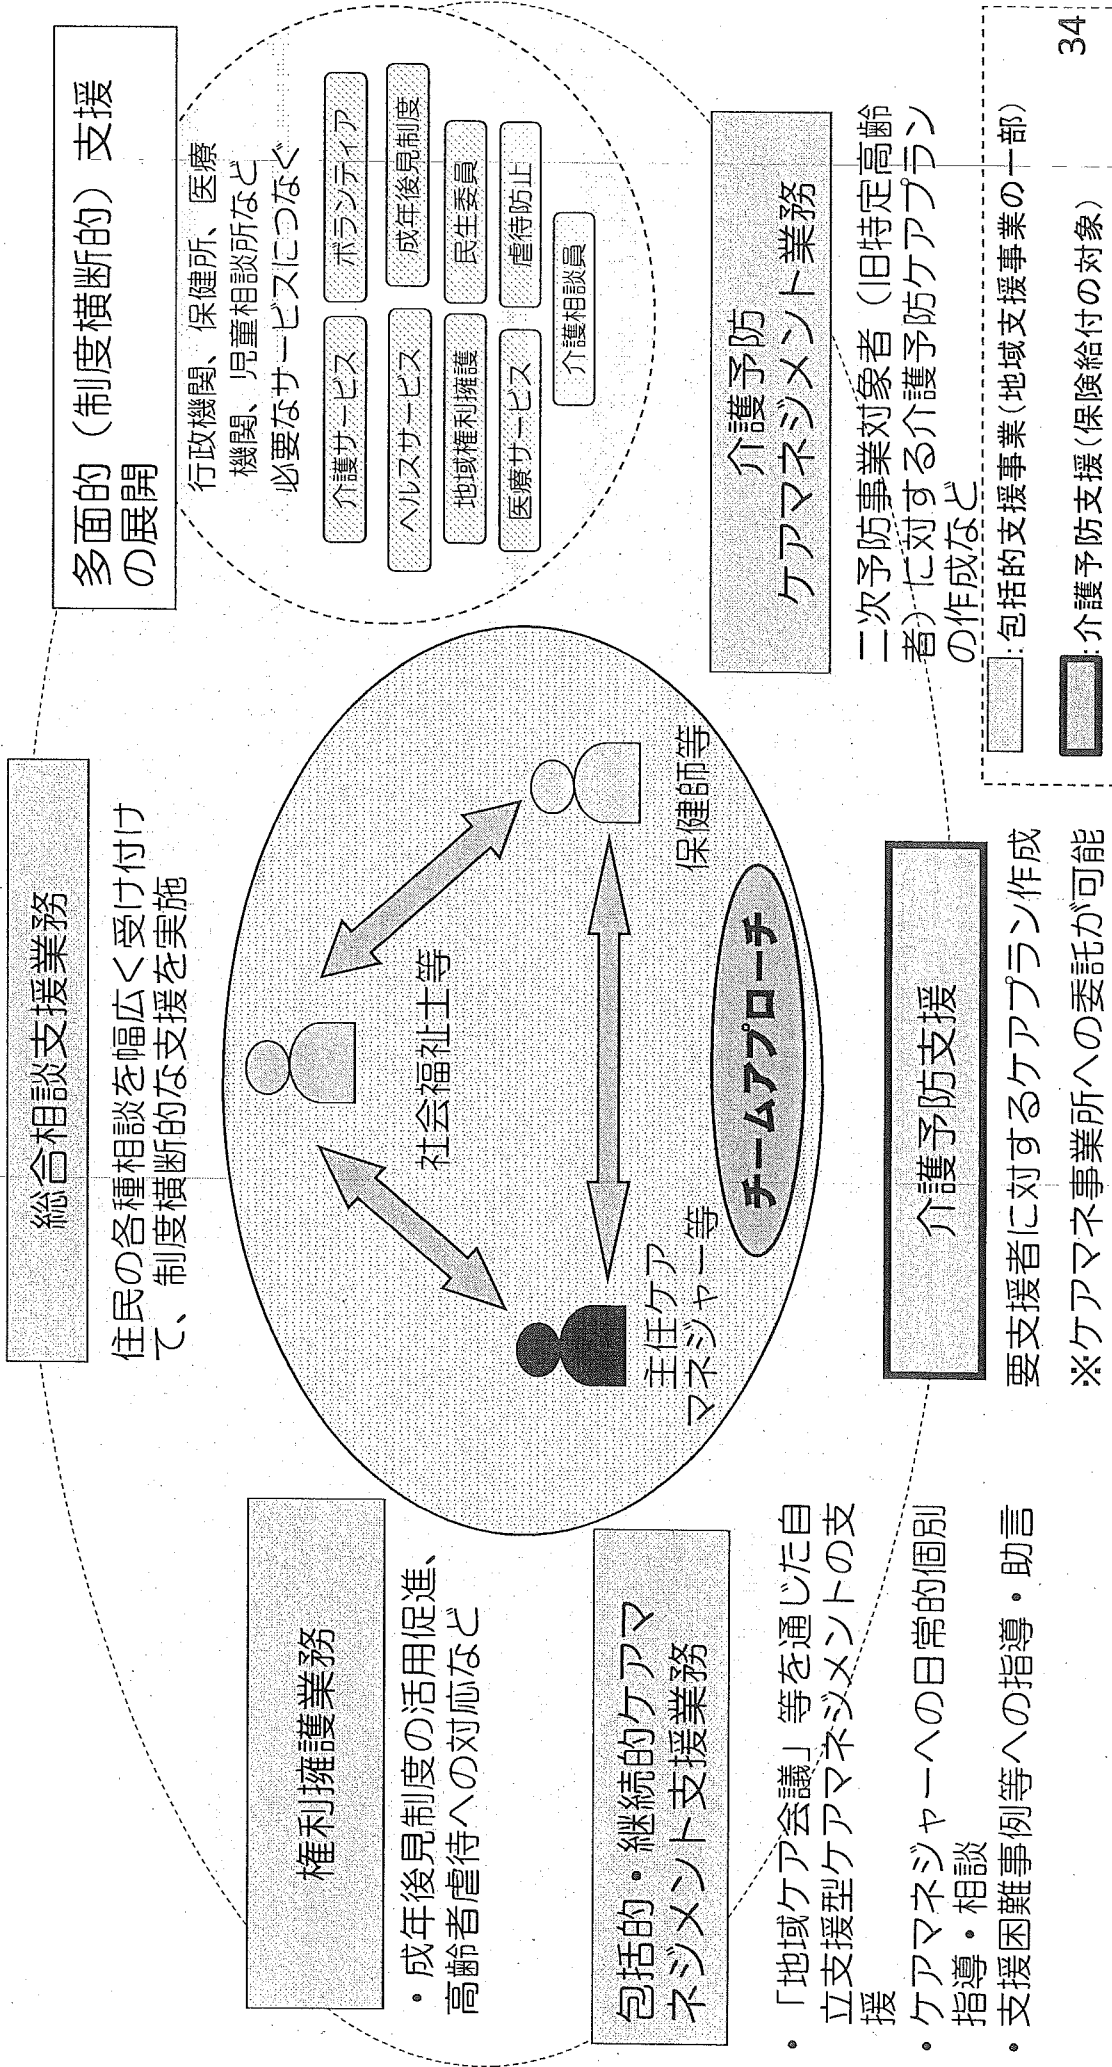 総合相談支援業務
住民の各種相談を幅広く受け付け
て、制度横断的な支援を実施
多面的（制度横断的）支援
の展開
行政機関、保健所、医療
機関、児童相談所など
必要なサービスにつなぐ
介護サービス
ボランティア
ヘルスサービス
成年後見制度
地域権利擁護
民生委員
医療サービス
虐待防止
介護相談員
権利擁護業務
・成年後見制度の活用促進、
高齢者虐待への対応など
社会福祉士等
主任ケア
マネジャー等
保健師等
チームアプローチ
包括的・継続的ケアマ
ネジメント支援業務
・「地域ケア会議」等を通じた自
立支援型ケアマネジメントの支
援
・ケアマネジャーへの日常的個別
指導・相談
・支援困難事例等への指導・助言
介護予防支援
要支援者に対するケアプラン作成
※ケアマネ事業所への委託が可能
介護予防
ケアマネジメント業務
二次予防事業対象者（旧特定高齢
者）に対する介護予防ケアプラン
の作成など
:包括的支援事業(地域支援事業の一部)
:介護予防支援(保険給付の対象)
34